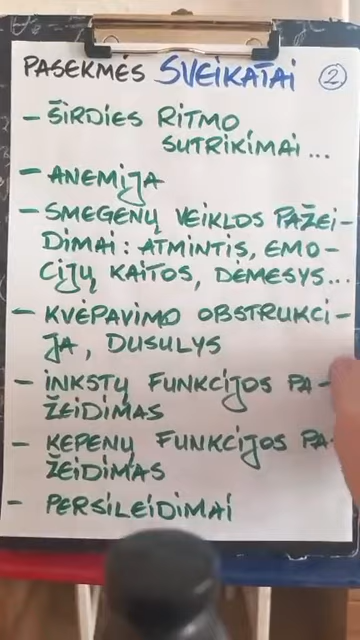 PASEKMĖS SVEIKATAI 2
- ŠIRDIES RITMO
SUTRIKIMAI...
- ANEMIJA
- SMEGENŲ VEIKLOS PAŽEI-
DIMAI: ATMINTIS, EMO-
CIJŲ KAITOS, DĖMESYS...
- KVĖPAVIMO OBSTRUKCI-
JA, DUSULYS
- INKSTŲ FUNKCIJOS PA-
ŽEIDIMAS
- KEPENŲ FUNKCIJOS PA-
ŽEIDIMAS
- PERSILEIDIMAI